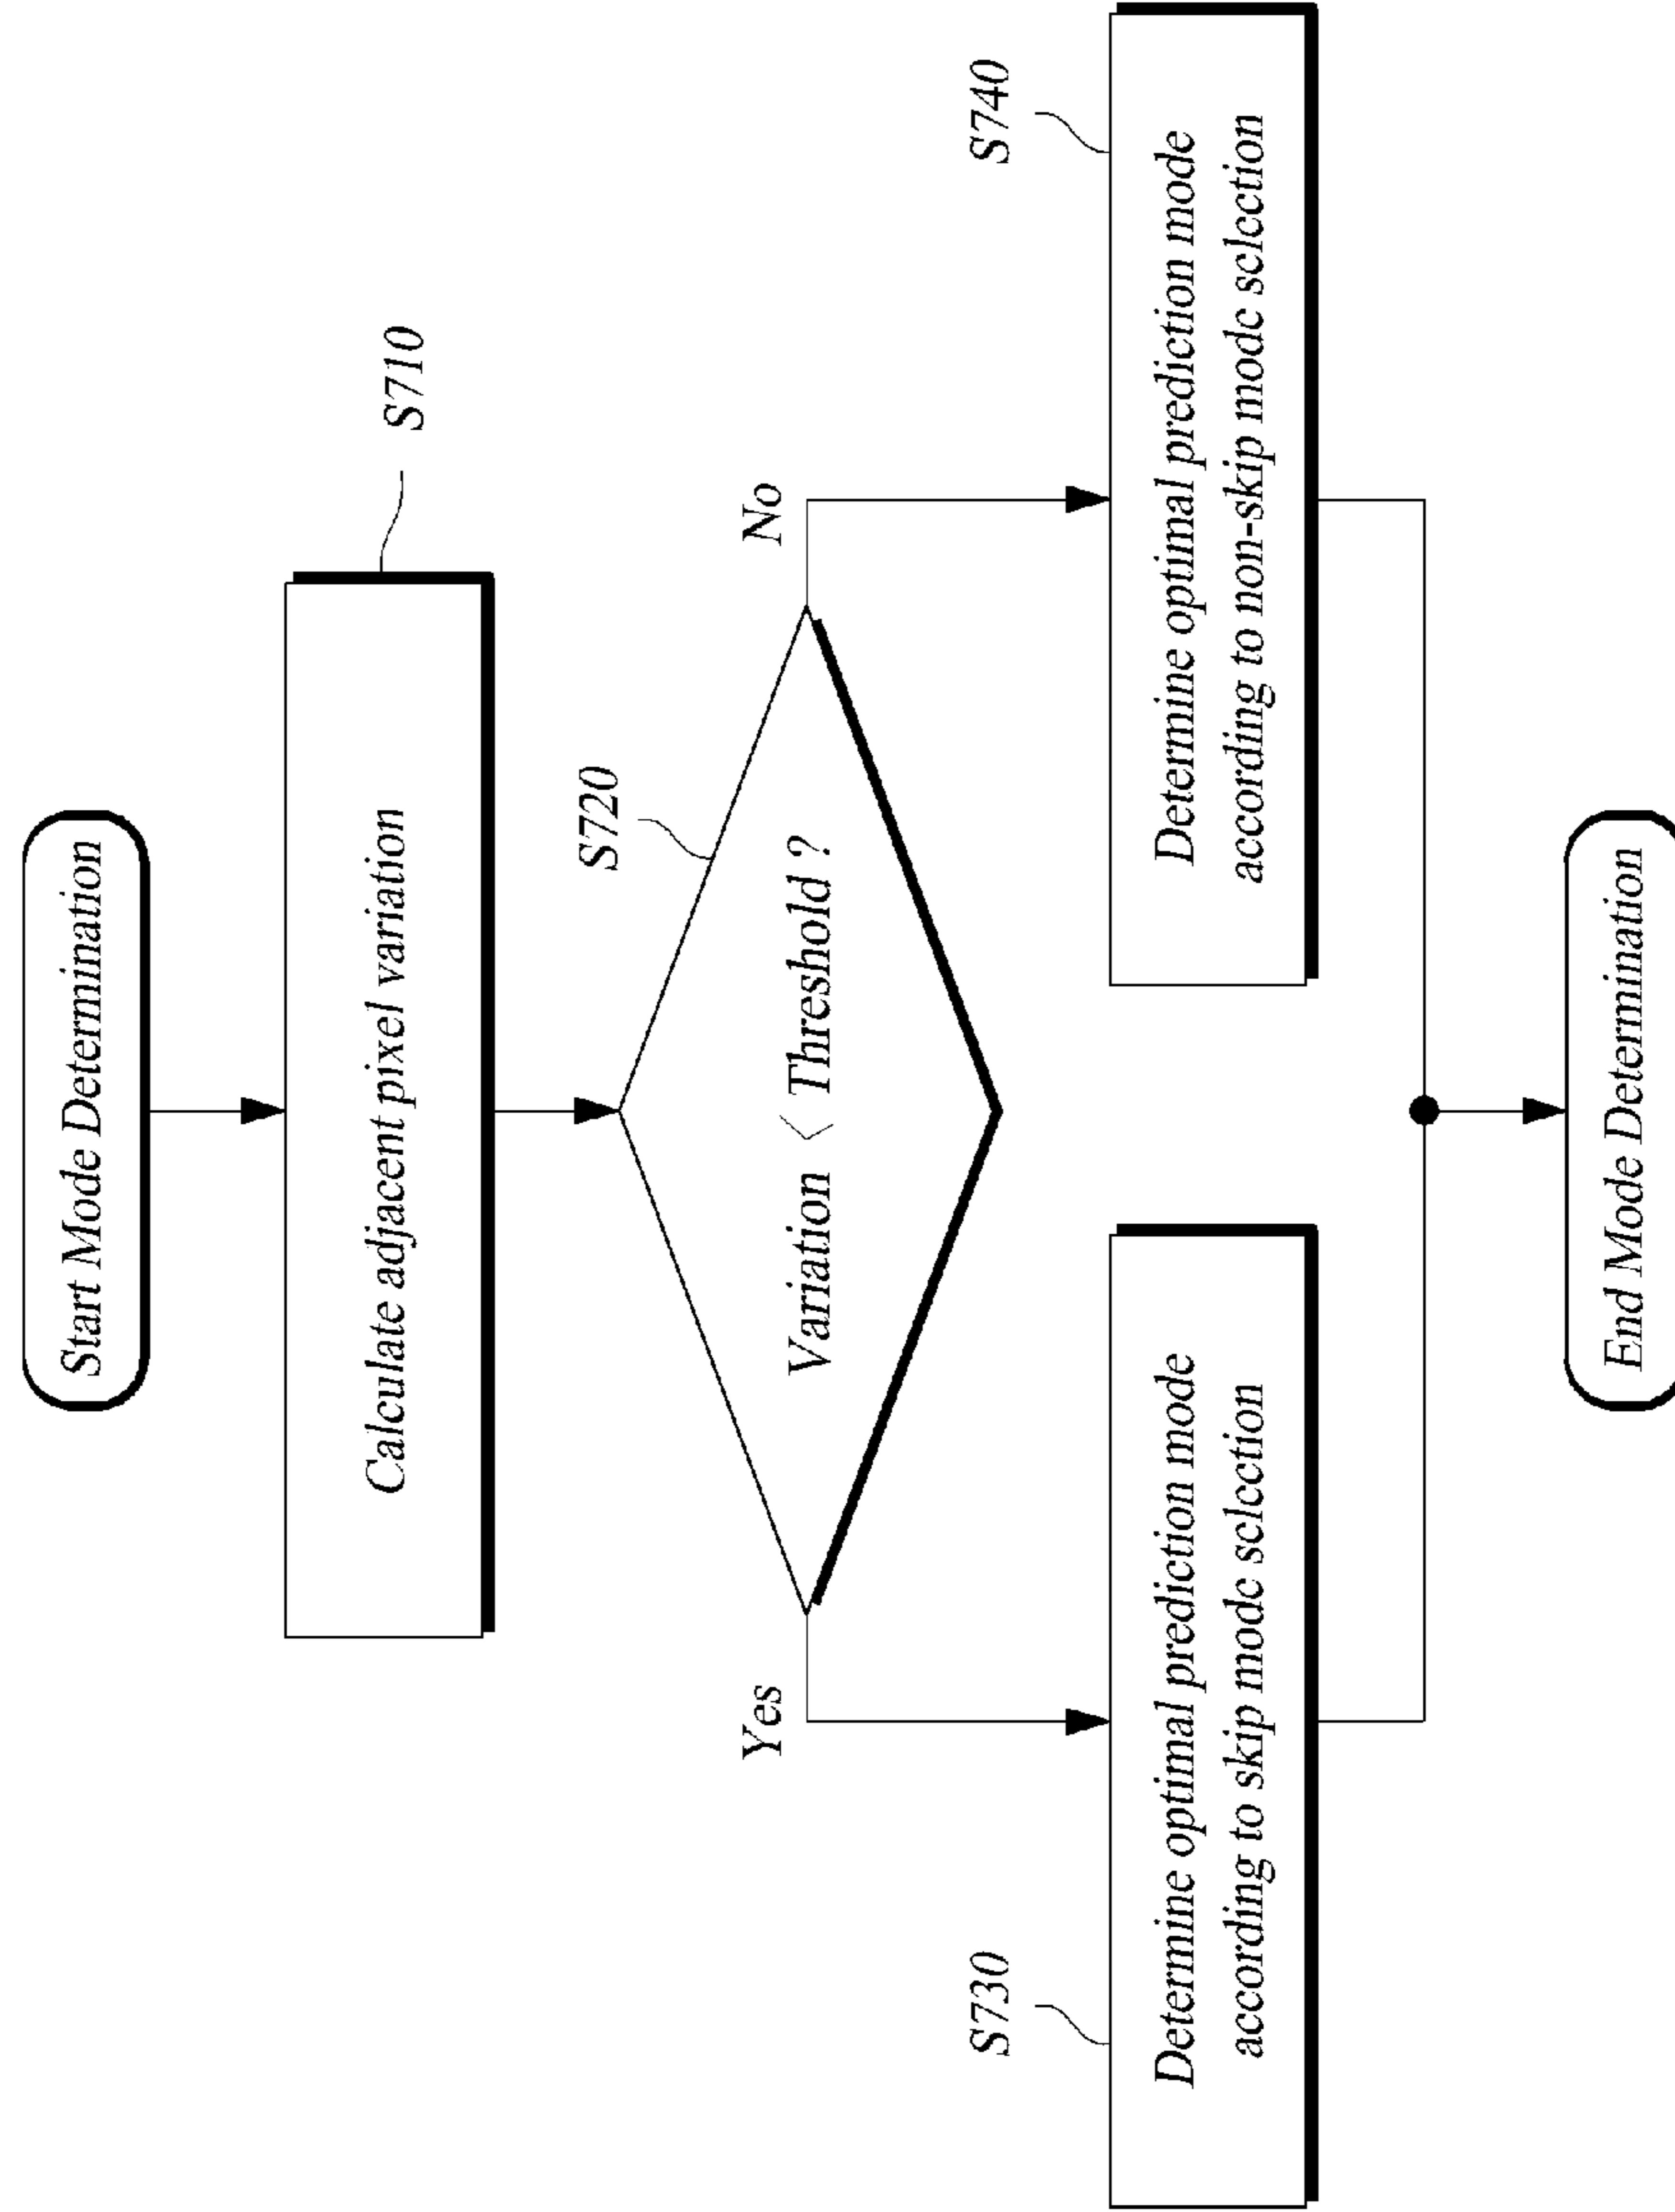 Start Mode Determination
Calculate adjacent pixel variation
S710
S720
Variation < Threshold ?
Yes
No
S730
Determine optimal prediction mode
according to skip mode selection
S740
Determine optimal prediction mode
according to non-skip mode selection
End Mode Determination